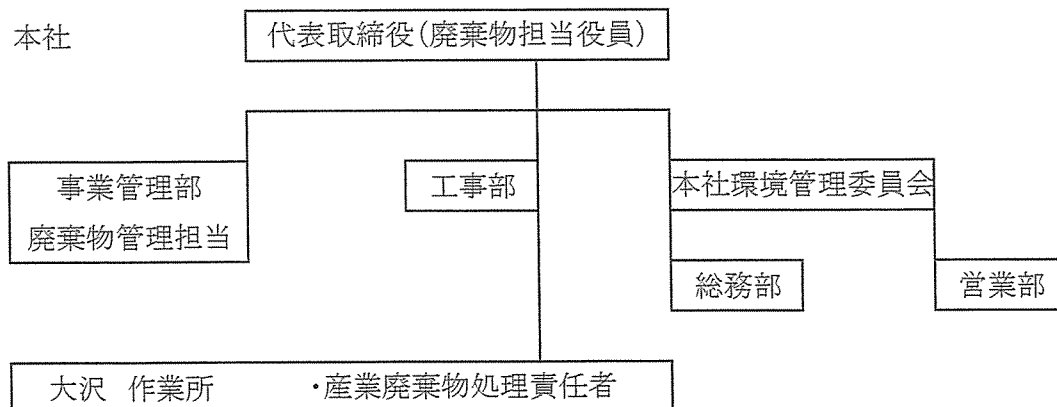 本社
代表取締役(廃棄物担当役員)
事業管理部
廃棄物管理担当
工事部
本社環境管理委員会
総務部
営業部
大沢 作業所 ・産業廃棄物処理責任者